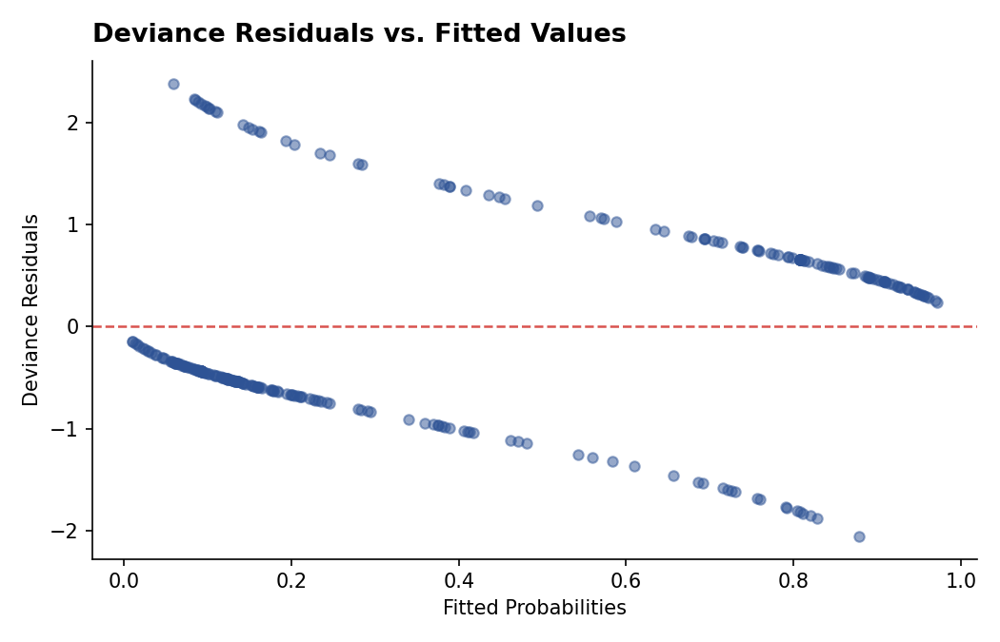 Deviance Residuals vs. Fitted Values
Deviance Residuals
2
1
0
−1
−2
0.0 0.2 0.4 0.6 0.8 1.0
Fitted Probabilities